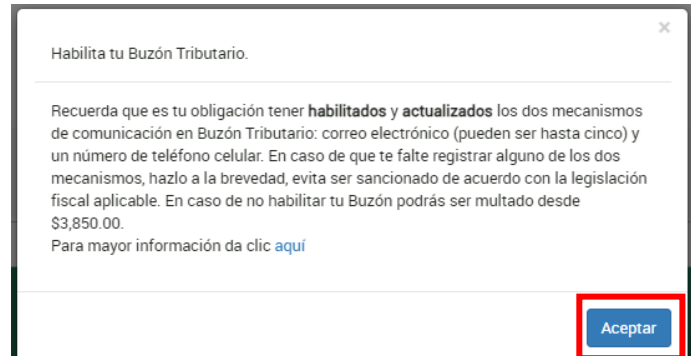 ×
Habilita tu Buzón Tributario.
Recuerda que es tu obligación tener habilitados y actualizados los dos mecanismos
de comunicación en Buzón Tributario: correo electrónico (pueden ser hasta cinco) y
un número de teléfono celular. En caso de que te falte registrar alguno de los dos
mecanismos, hazlo a la brevedad, evita ser sancionado de acuerdo con la legislación
fiscal aplicable. En caso de no habilitar tu Buzón podrás ser multado desde
$3,850.00.
Para mayor información da clic aquí
Aceptar